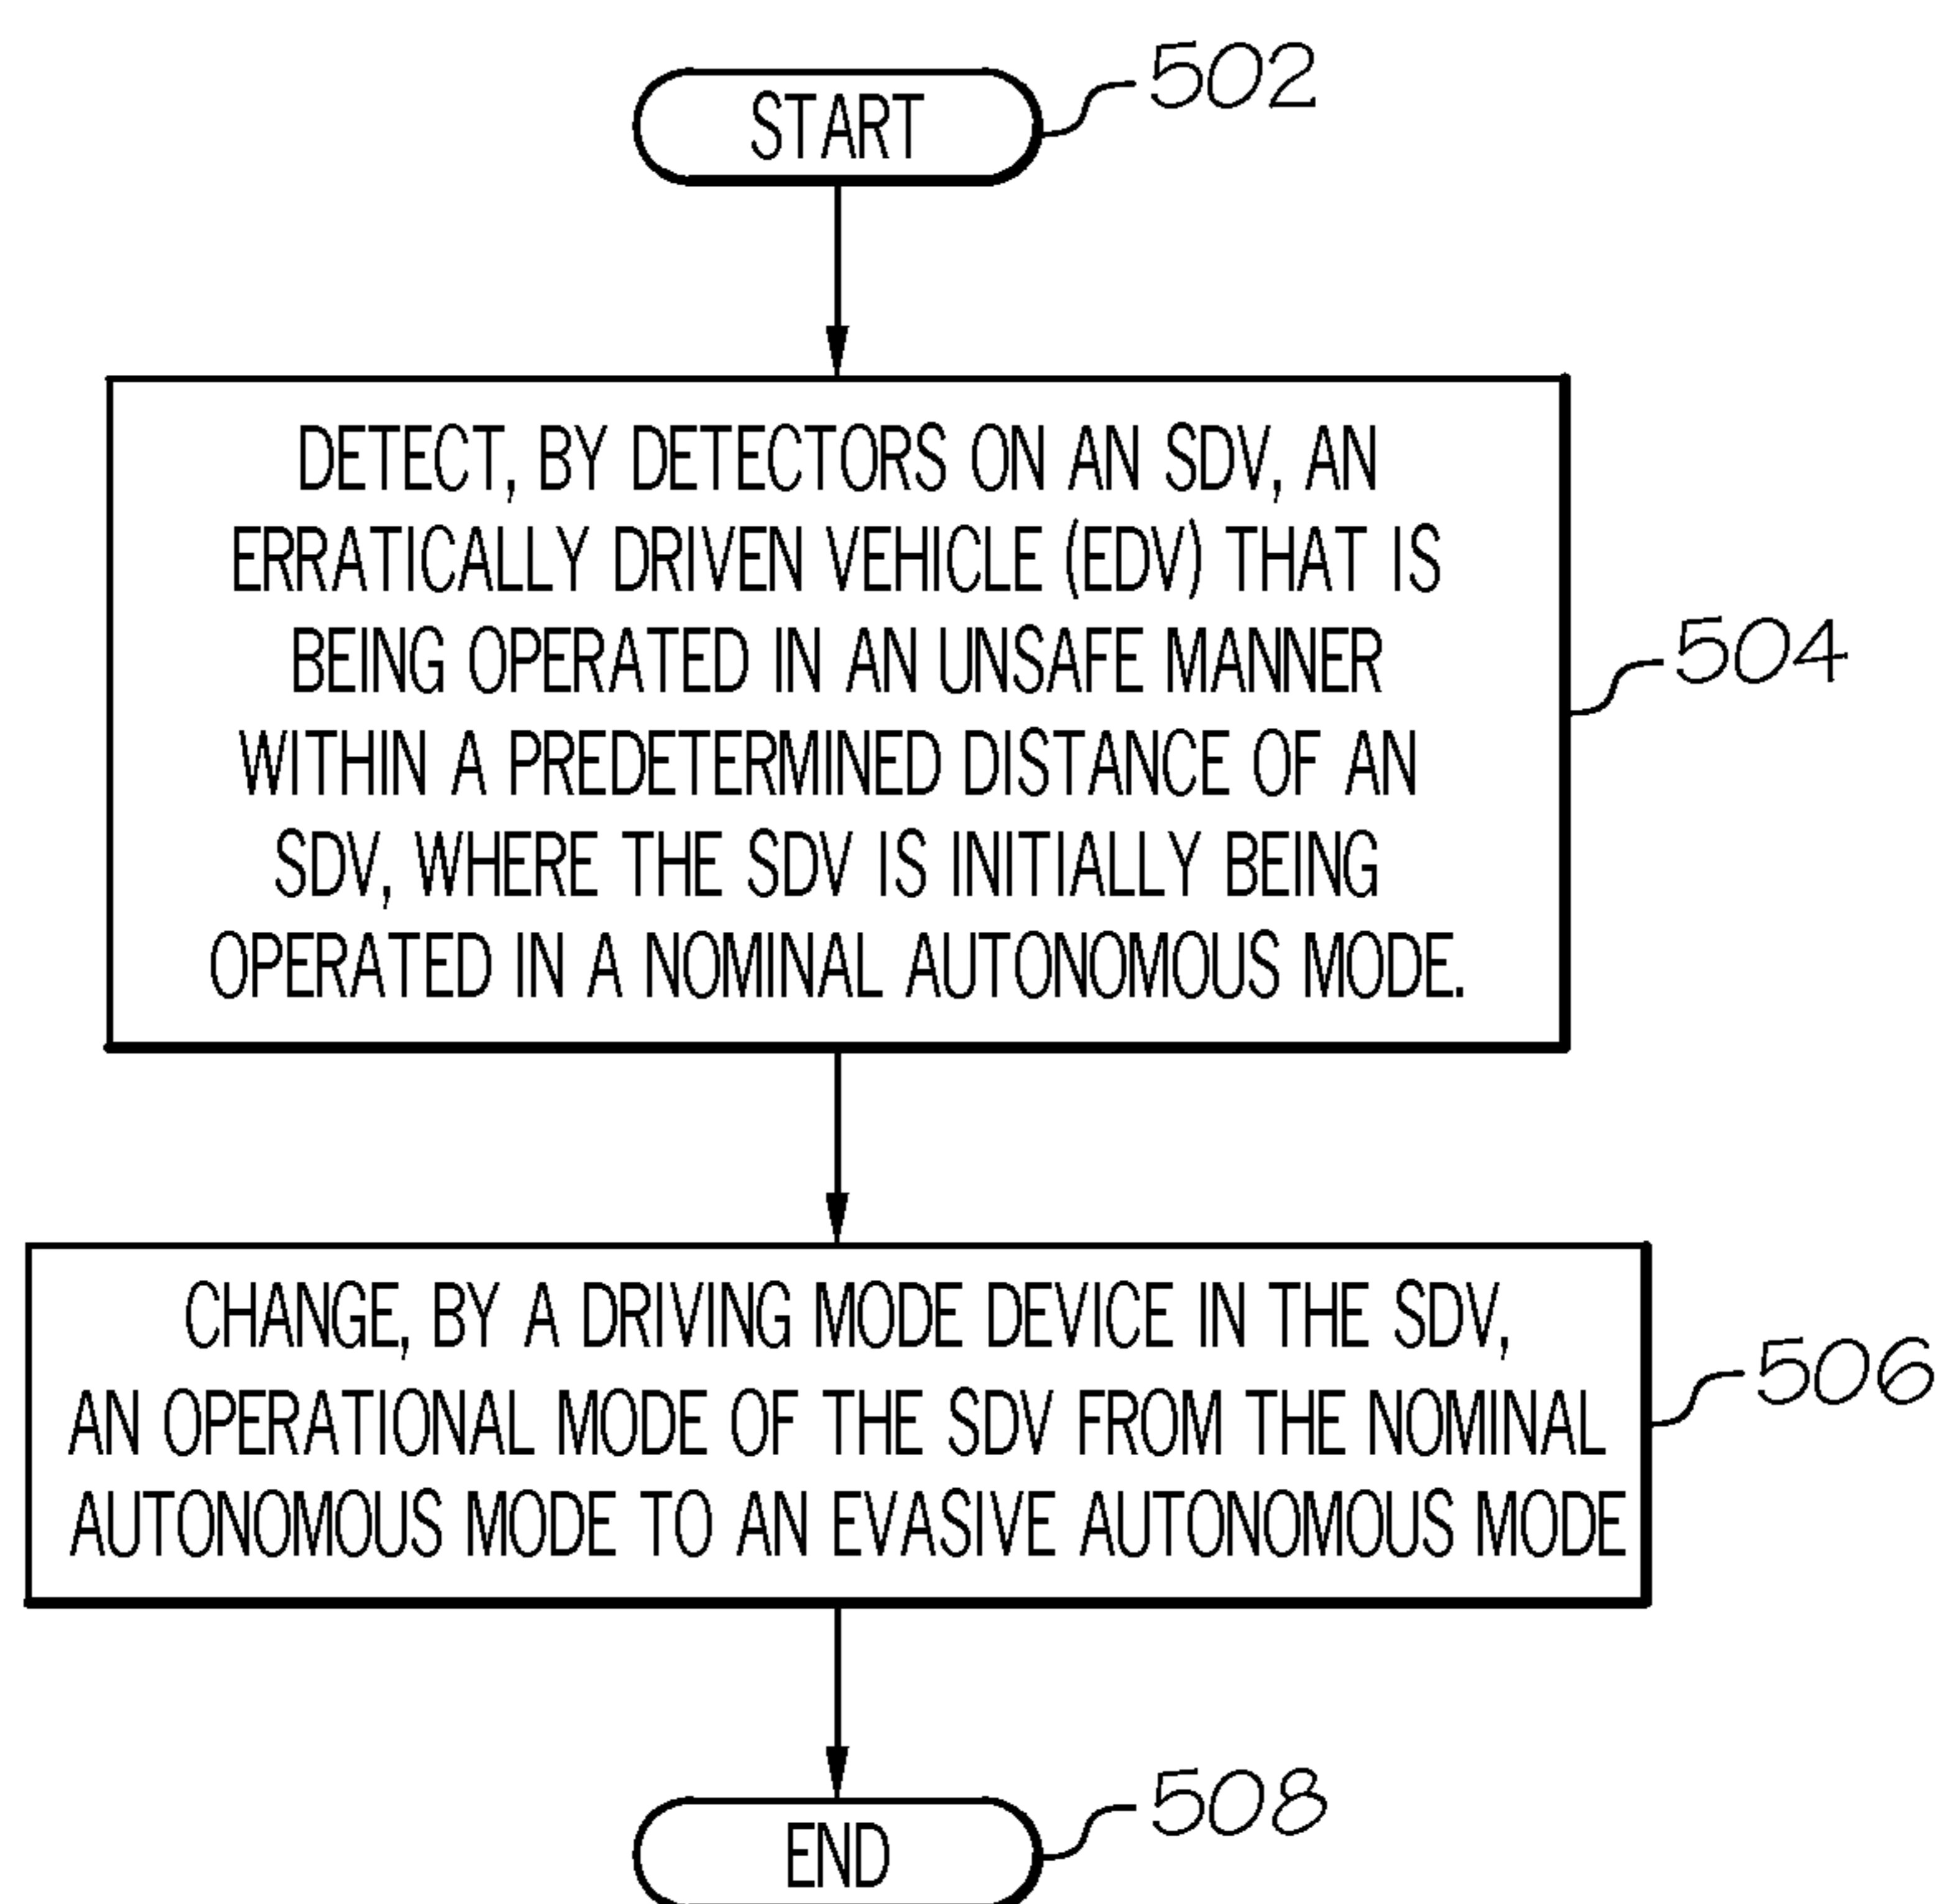 START
502
DETECT, BY DETECTORS ON AN SDV, AN
ERRATICALLY DRIVEN VEHICLE (EDV) THAT IS
BEING OPERATED IN AN UNSAFE MANNER
WITHIN A PREDETERMINED DISTANCE OF AN
SDV, WHERE THE SDV IS INITIALLY BEING
OPERATED IN A NOMINAL AUTONOMOUS MODE.
504
CHANGE, BY A DRIVING MODE DEVICE IN THE SDV,
AN OPERATIONAL MODE OF THE SDV FROM THE NOMINAL
AUTONOMOUS MODE TO AN EVASIVE AUTONOMOUS MODE
506
END
508